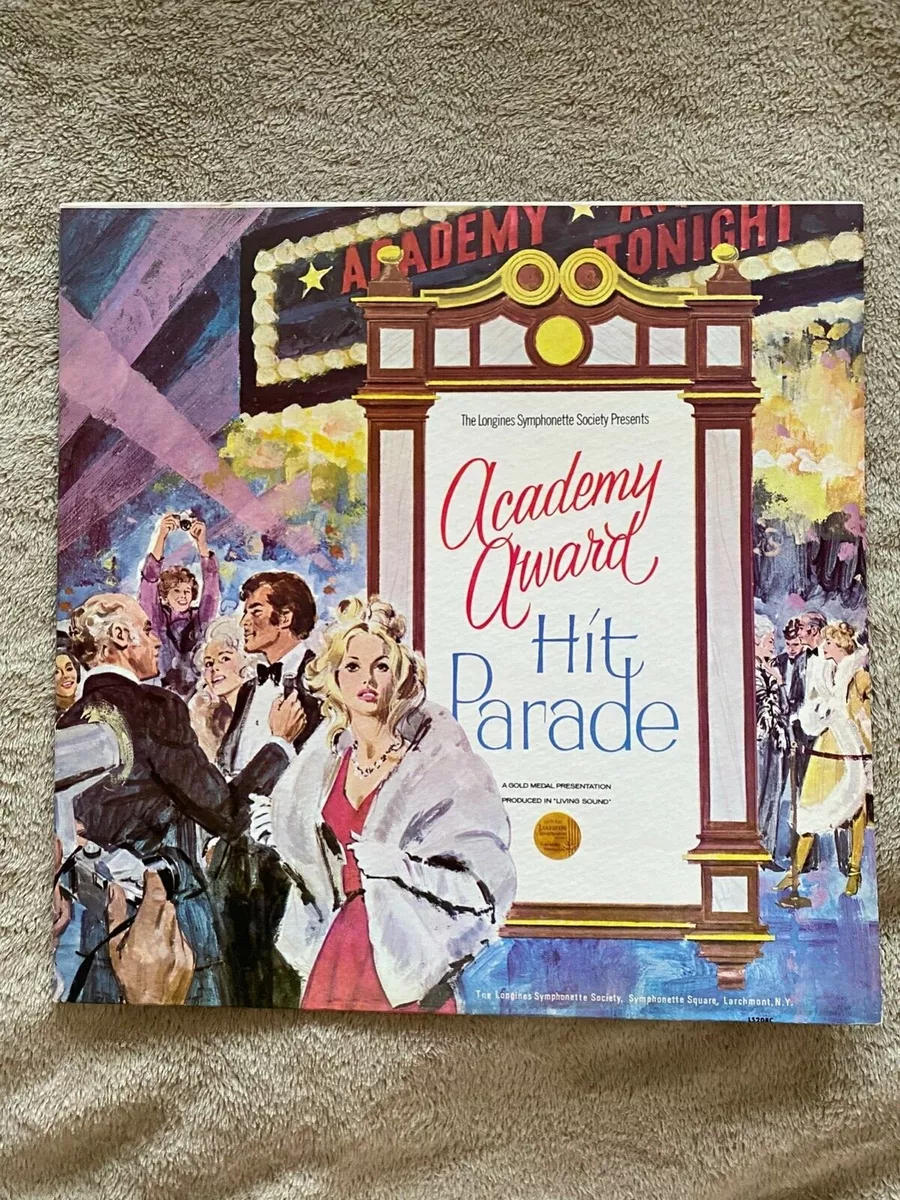 ACADEMY
TONIGHT
The Longines Symphonette Society Presents
Academy
Award
Hit
Parade
A GOLD MEDAL PRESENTATION
PRODUCED IN "LIVING SOUND"
The Longines Symphonette Society, Symphonette Square, Larchmont, N.Y.